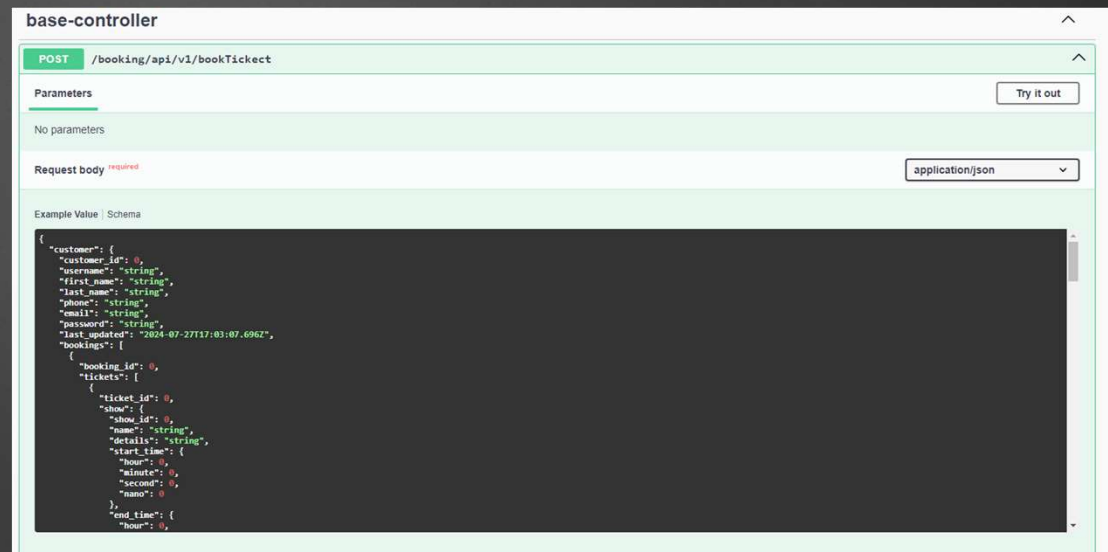 base-controller
POST /booking/api/v1/bookTickect
Parameters Try it out
No parameters
Request body required application/json
Example Value Schema
{
"customer": {
"customer_id": 0,
"username": "string",
"first_name": "string",
"last_name": "string",
"phone": "string",
"email": "string",
"password": "string",
"last_updated": "2024-07-27T17:03:07.696Z",
"bookings": [
{
"booking_id": 0,
"tickets": [
{
"ticket_id": 0,
"show": {
"show_id": 0,
"name": "string",
"details": "string",
"start_time": {
"hour": 0,
"minute": 0,
"second": 0,
"nano": 0
},
"end_time": {
"hour": 0,